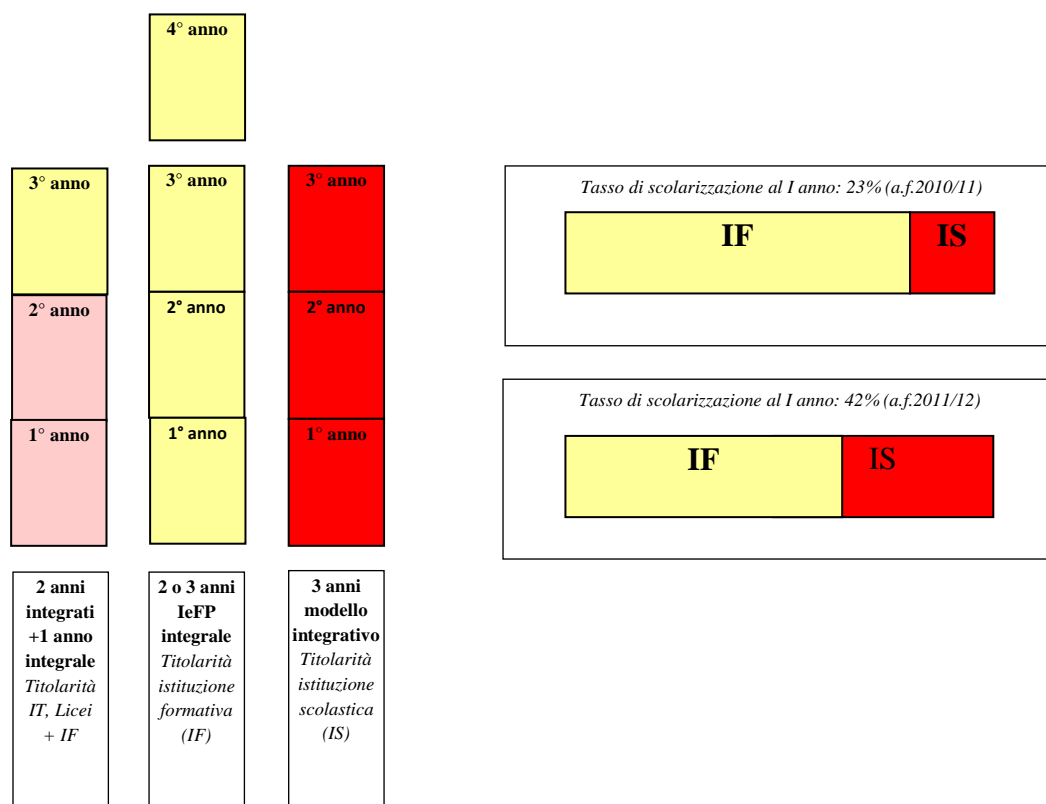 4° anno
3° anno
3° anno
3° anno
2° anno
2° anno
2° anno
1° anno
1° anno
1° anno
2 anni
integrati
+1 anno
integrale
Titolarità
IT, Licei
+ IF
2 o 3 anni
IeFP
integrale
Titolarità
istituzione
formativa
(IF)
3 anni
modello
integrativo
Titolarità
istituzione
scolastica
(IS)
Tasso di scolarizzazione al I anno: 23% (a.f.2010/11)
IF
IS
Tasso di scolarizzazione al I anno: 42% (a.f.2011/12)
IF
IS